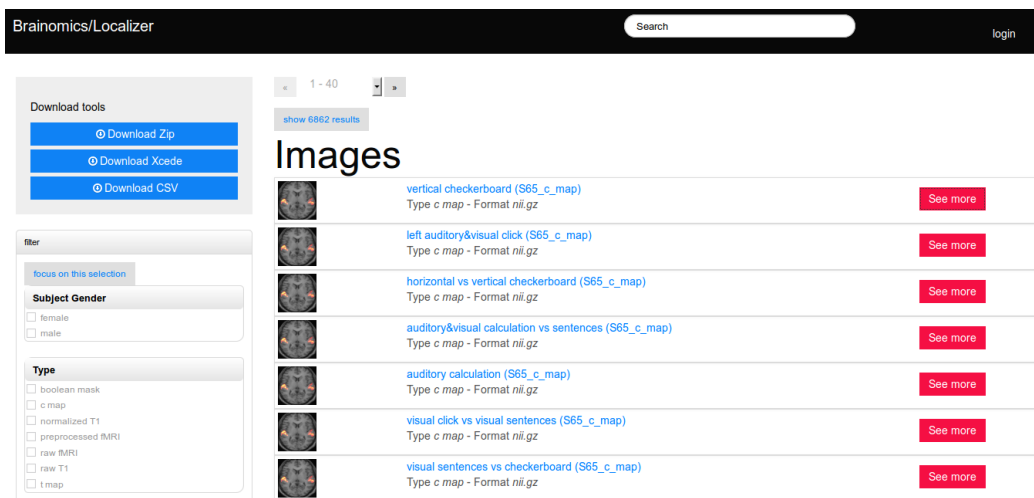 Brainomics/Localizer
Search
login
Download tools
Download Zip
Download Xcede
Download CSV
filter
focus on this selection
Subject Gender
female
male
Type
boolean mask
c map
normalized T1
preprocessed fMRI
raw fMRI
raw T1
t map
« 1 - 40 »
show 6862 results
Images
vertical checkerboard (S65_c_map)
Type c map - Format nii.gz
See more
left auditory&visual click (S65_c_map)
Type c map - Format nii.gz
See more
horizontal vs vertical checkerboard (S65_c_map)
Type c map - Format nii.gz
See more
auditory&visual calculation vs sentences (S65_c_map)
Type c map - Format nii.gz
See more
auditory calculation (S65_c_map)
Type c map - Format nii.gz
See more
visual click vs visual sentences (S65_c_map)
Type c map - Format nii.gz
See more
visual sentences vs checkerboard (S65_c_map)
Type c map - Format nii.gz
See more